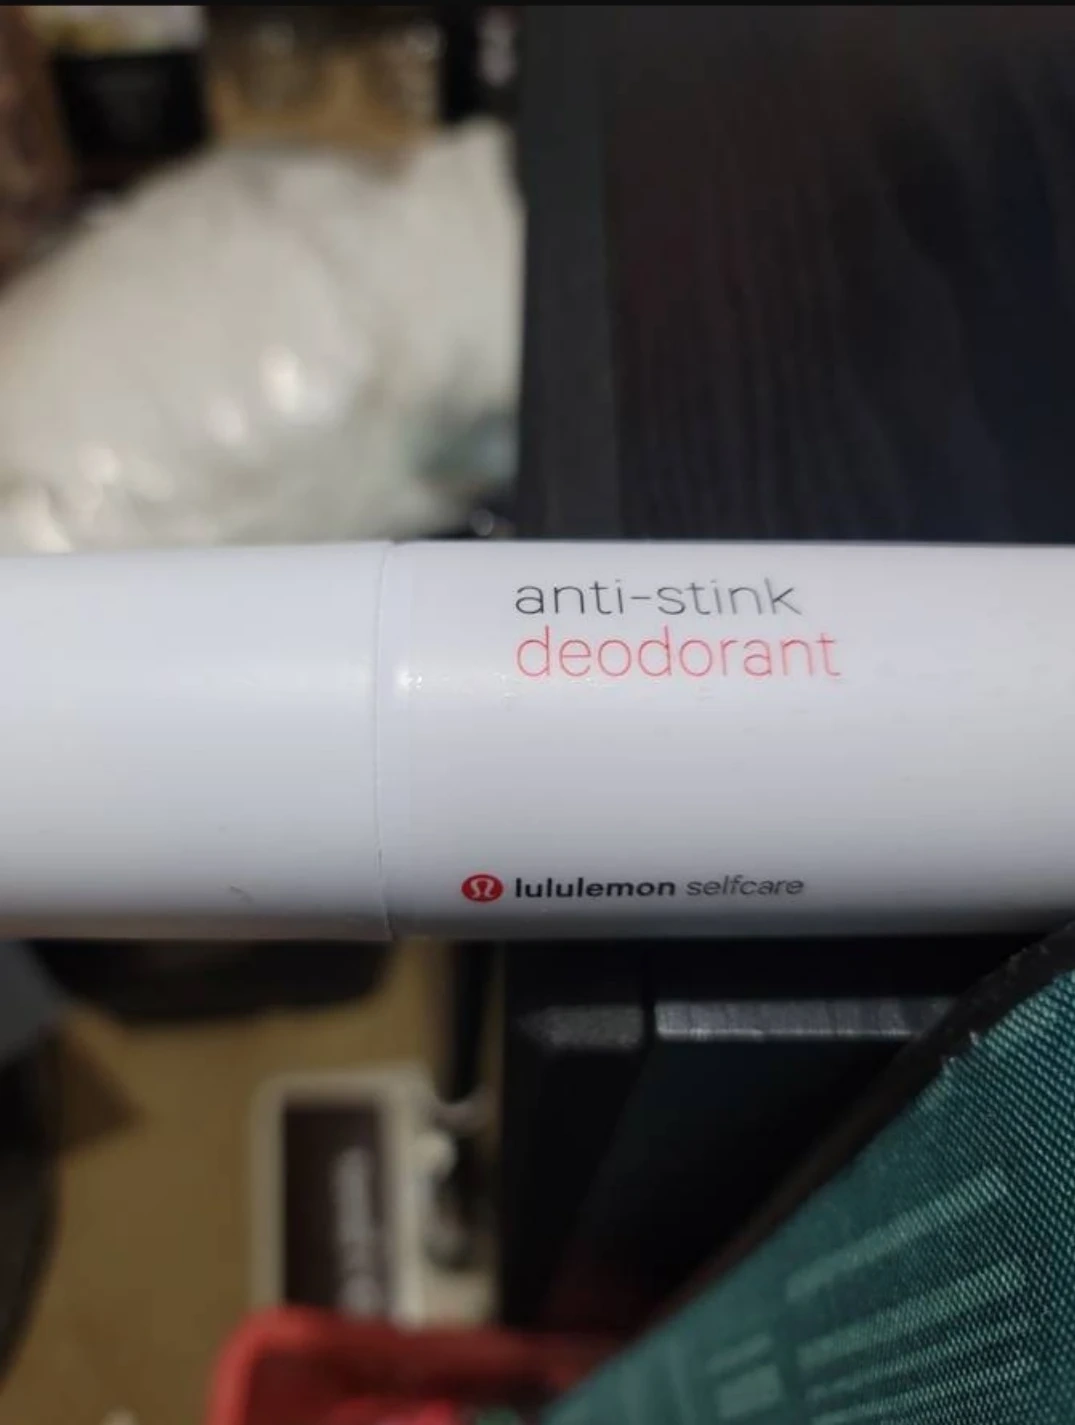 anti-stink
deodorant
lululemon selfcare